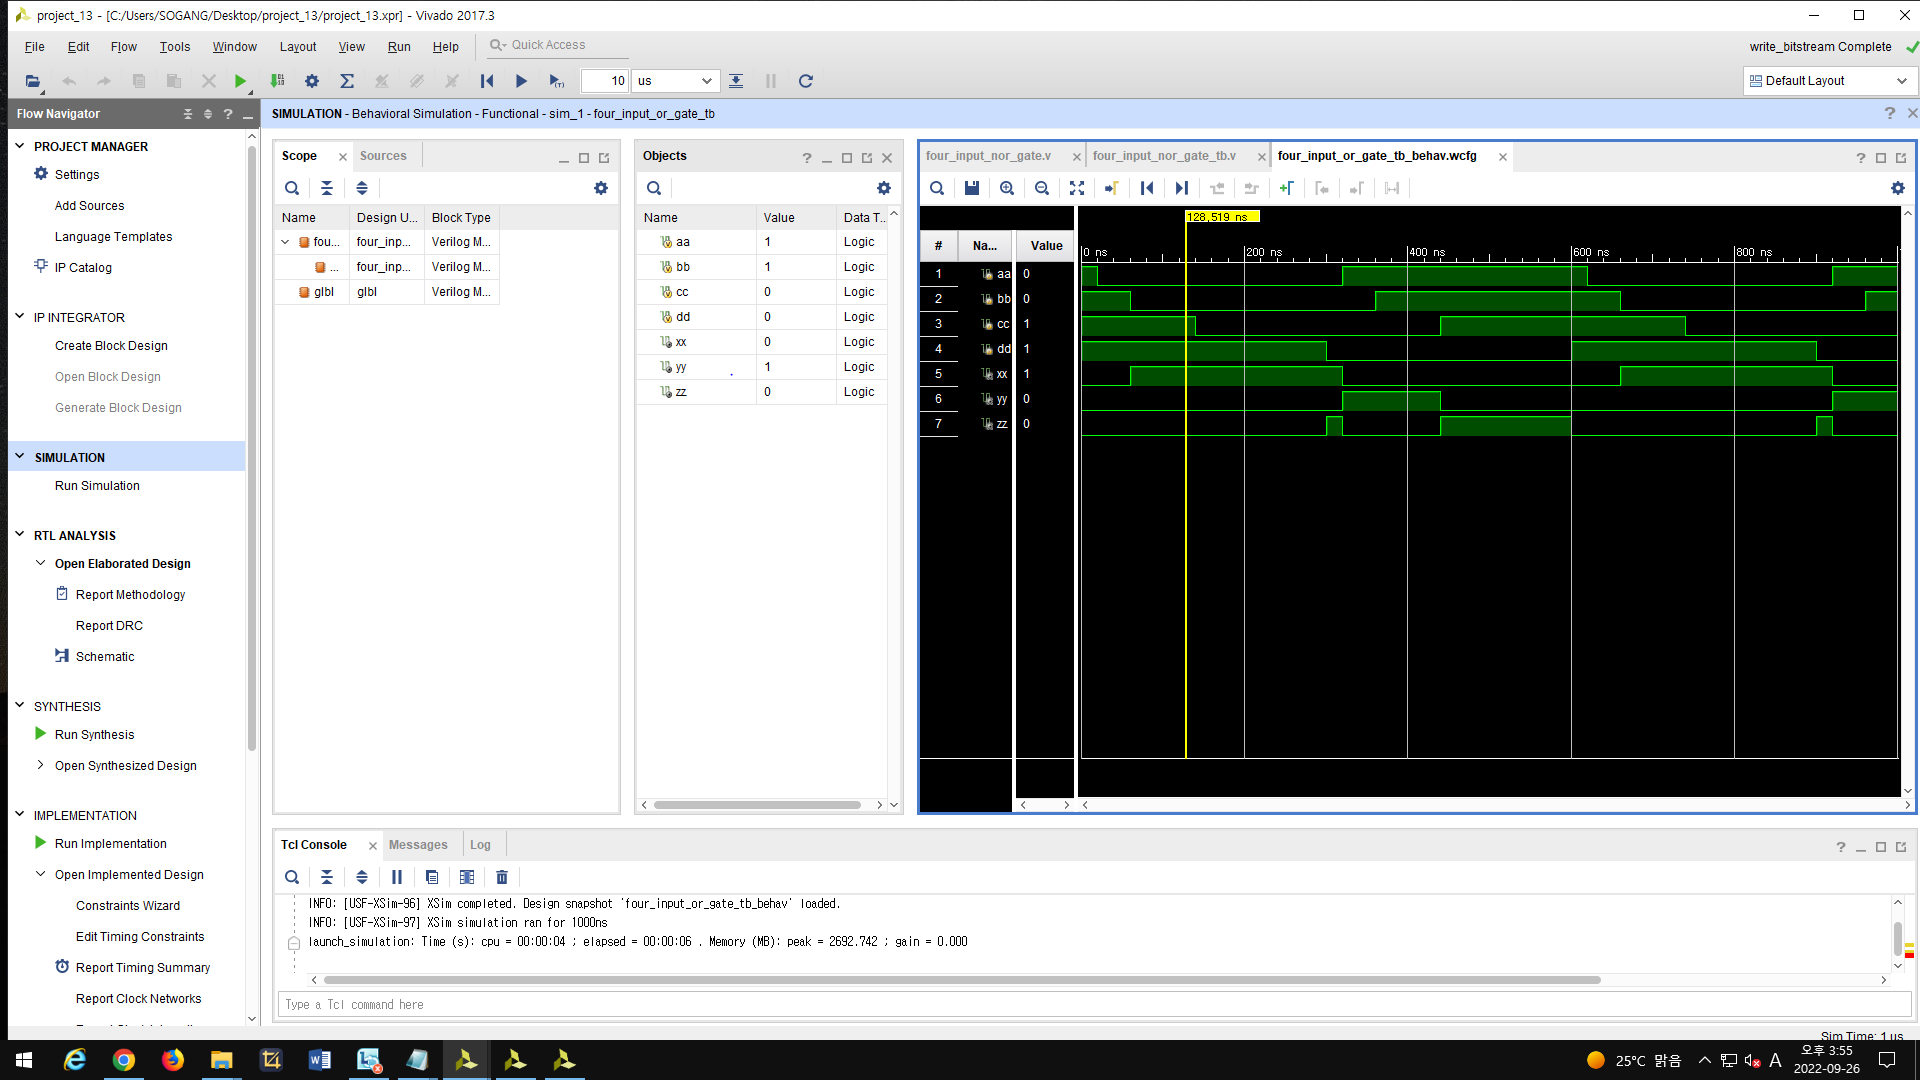 project_13 - [C:/Users/SOGANG/Desktop/project_13/project_13.xpr] - Vivado 2017.3
File Edit Flow Tools Window Layout View Run Help Quick Access
write_bitstream Complete
10 us
Default Layout
Flow Navigator
SIMULATION - Behavioral Simulation - Functional - sim_1 - four_input_or_gate_tb
PROJECT MANAGER
Settings
Add Sources
Language Templates
IP Catalog
IP INTEGRATOR
Create Block Design
Open Block Design
Generate Block Design
SIMULATION
Run Simulation
RTL ANALYSIS
Open Elaborated Design
Report Methodology
Report DRC
Schematic
SYNTHESIS
Run Synthesis
Open Synthesized Design
IMPLEMENTATION
Run Implementation
Open Implemented Design
Constraints Wizard
Edit Timing Constraints
Report Timing Summary
Report Clock Networks
Scope Sources
Name Design U... Block Type
fou... four_inp... Verilog M...
... four_inp... Verilog M...
glbl glbl Verilog M...
Objects
Name Value Data T...
aa 1 Logic
bb 1 Logic
cc 0 Logic
dd 0 Logic
xx 0 Logic
yy 1 Logic
zz 0 Logic
four_input_nor_gate.v four_input_nor_gate_tb.v four_input_or_gate_tb_behav.wcfg
128,519 ns
# Na... Value
0 ns 200 ns 400 ns 600 ns 800 ns
1 aa 0
2 bb 0
3 cc 1
4 dd 1
5 xx 1
6 yy 0
7 zz 0
Tcl Console Messages Log
INFO: [USF-XSim-96] XSim completed. Design snapshot 'four_input_or_gate_tb_behav' loaded.
INFO: [USF-XSim-97] XSim simulation ran for 1000ns
launch_simulation: Time (s): cpu = 00:00:04 ; elapsed = 00:00:06 . Memory (MB): peak = 2692.742 ; gain = 0.000
Type a Tcl command here
Sim Time: 1 us
25°C 맑음
A
오후 3:55
2022-09-26